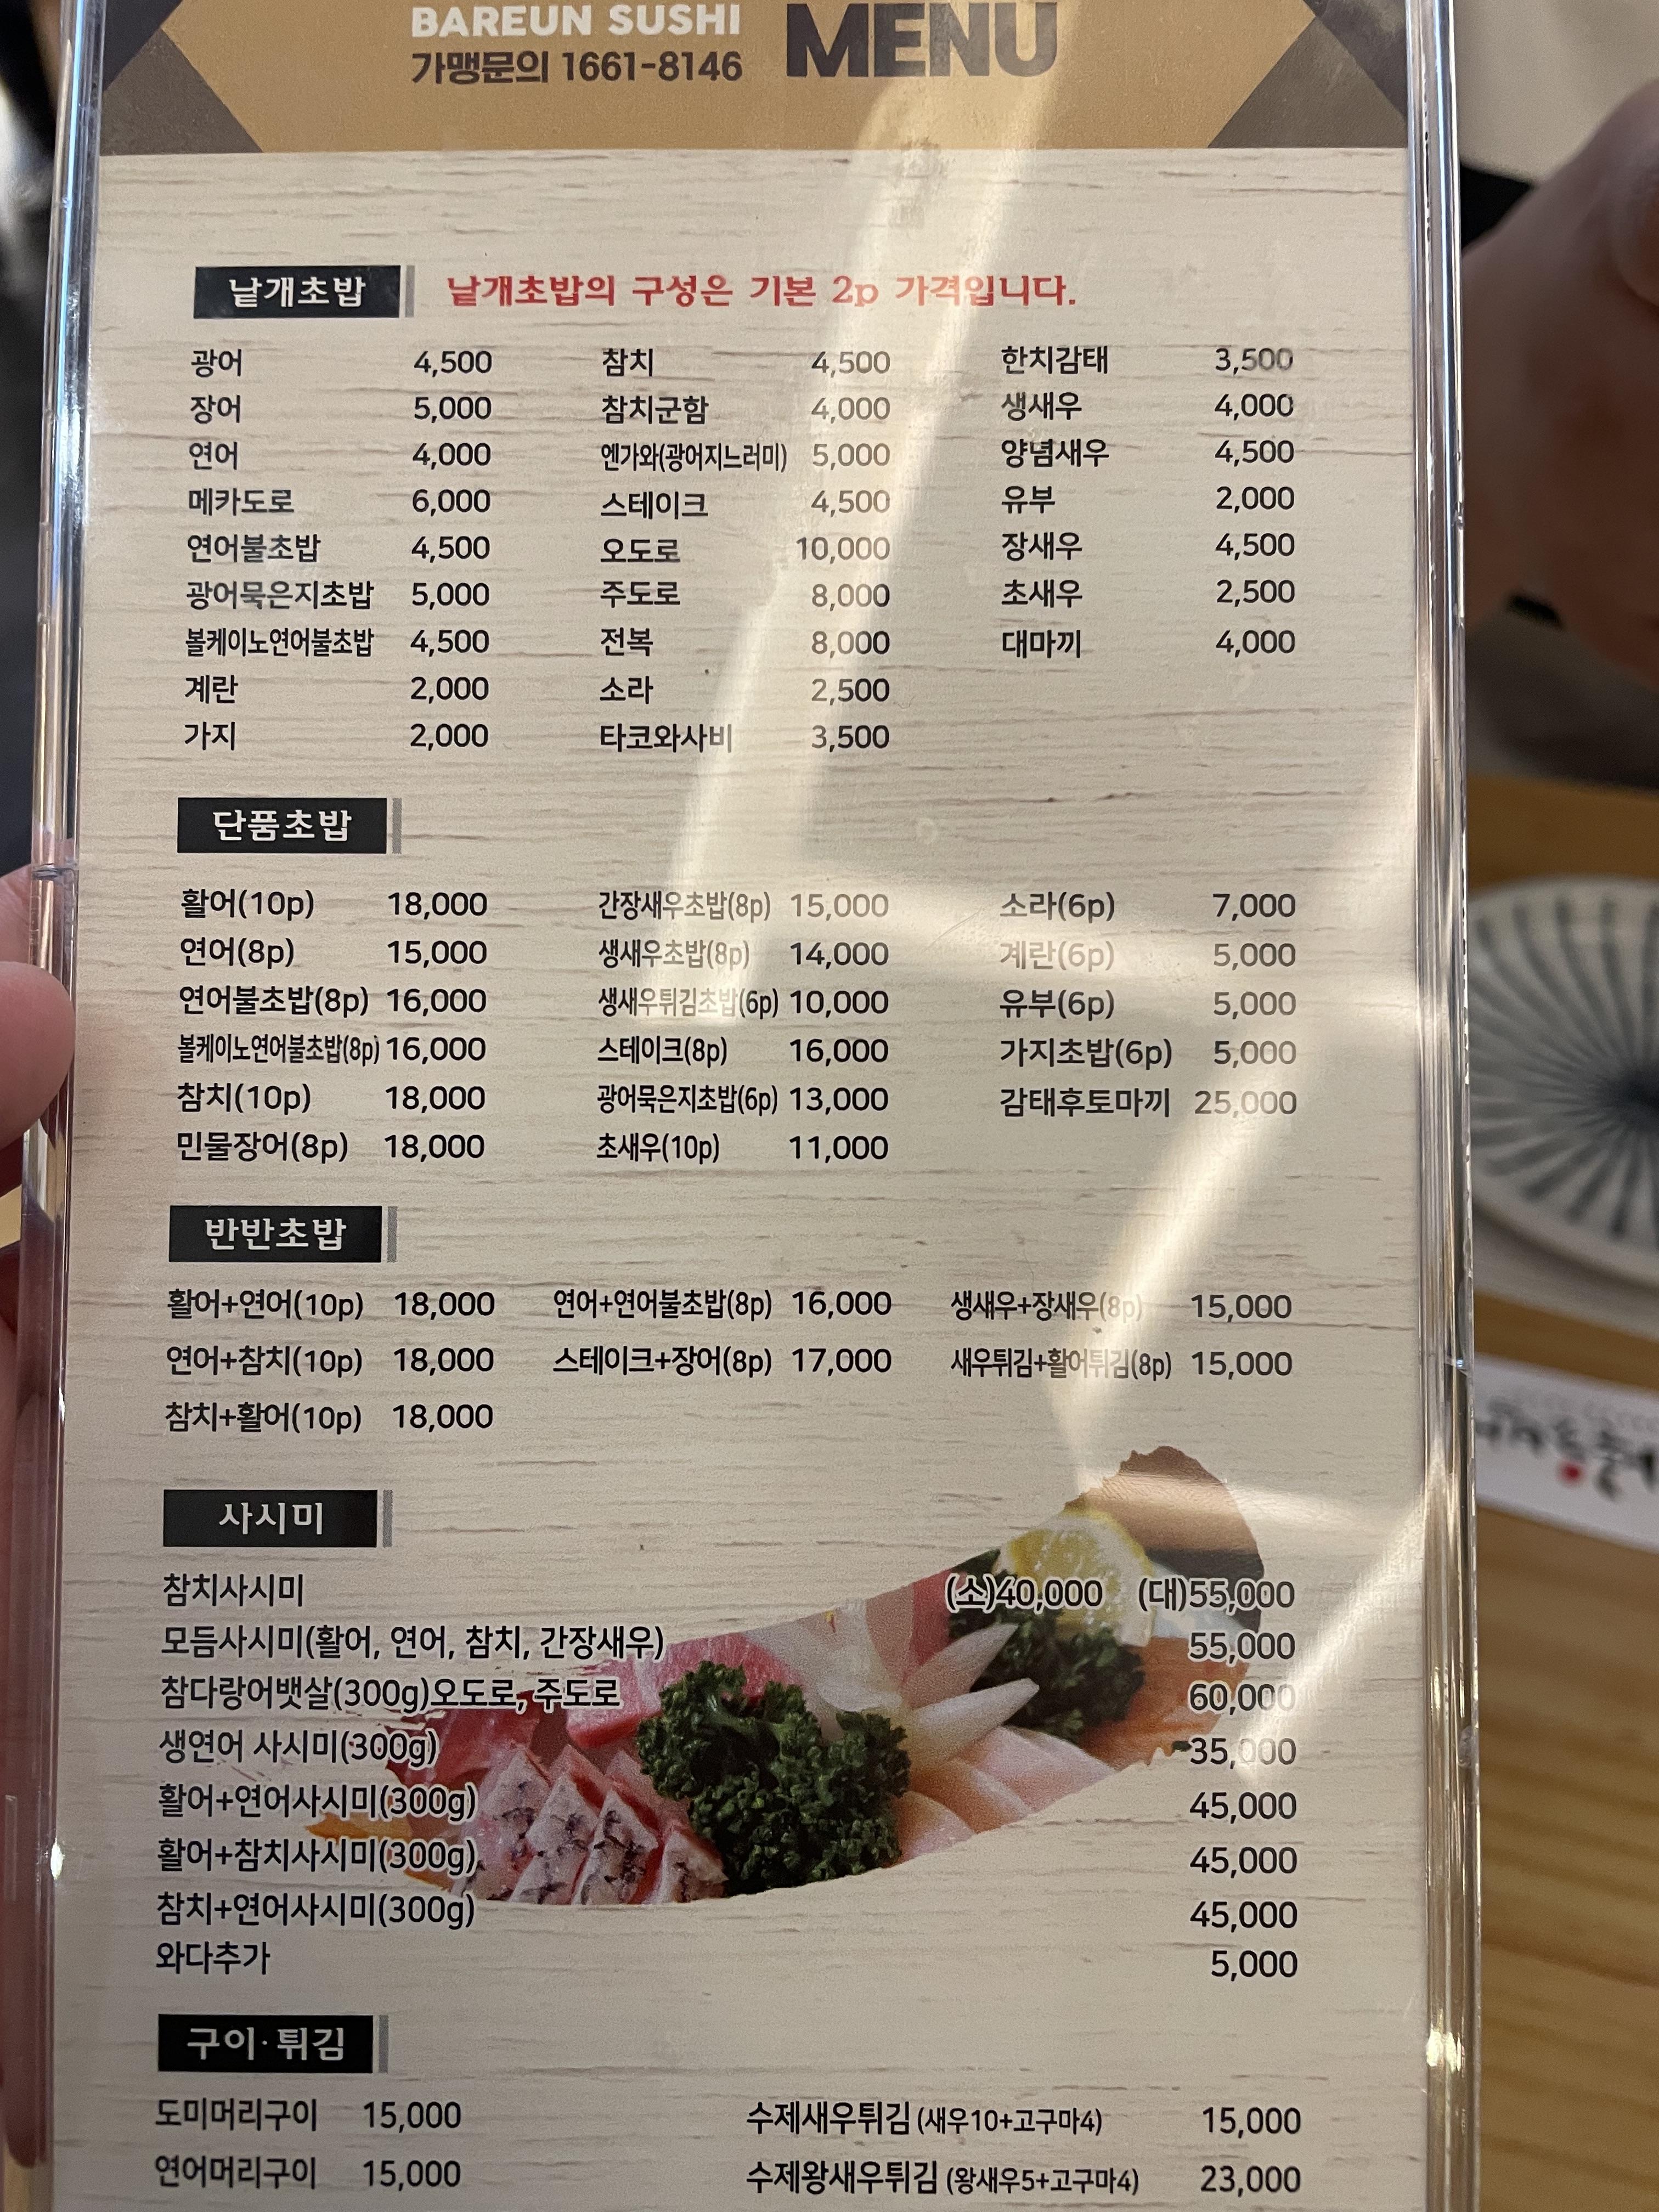 BAREUN SUSHI
가맹문의 1661-8146 MENU
낱개초밥 낱개초밥의 구성은 기본 2p 가격입니다.
광어 4,500 참치 4,500 한치감태 3,500
장어 5,000 참치군함 4,000 생새우 4,000
연어 4,000 엔가와(광어지느러미) 5,000 양념새우 4,500
메카도로 6,000 스테이크 4,500 유부 2,000
연어불초밥 4,500 오도로 10,000 장새우 4,500
광어묵은지초밥 5,000 주도로 8,000 초새우 2,500
볼케이노연어불초밥 4,500 전복 8,000 대마끼 4,000
계란 2,000 소라 2,500
가지 2,000 타코와사비 3,500
단품초밥
활어(10p) 18,000 간장새우초밥(8p) 15,000 소라(6p) 7,000
연어(8p) 15,000 생새우초밥(8p) 14,000 계란(6p) 5,000
연어불초밥(8p) 16,000 생새우튀김초밥(6p) 10,000 유부(6p) 5,000
볼케이노연어불초밥(8p) 16,000 스테이크(8p) 16,000 가지초밥(6p) 5,000
참치(10p) 18,000 광어묵은지초밥(6p) 13,000 감태후토마끼 25,000
민물장어(8p) 18,000 초새우(10p) 11,000
반반초밥
활어+연어(10p) 18,000 연어+연어불초밥(8p) 16,000 생새우+장새우(8p) 15,000
연어+참치(10p) 18,000 스테이크+장어(8p) 17,000 새우튀김+활어튀김(8p) 15,000
참치+활어(10p) 18,000
사시미
참치사시미 (소)40,000 (대)55,000
모듬사시미(활어, 연어, 참치, 간장새우) 55,000
참다랑어뱃살(300g)오도로, 주도로 60,000
생연어 사시미(300g) 35,000
활어+연어사시미(300g) 45,000
활어+참치사시미(300g) 45,000
참치+연어사시미(300g) 45,000
와다추가 5,000
구이·튀김
도미머리구이 15,000 수제새우튀김 (새우10+고구마4) 15,000
연어머리구이 15,000 수제왕새우튀김 (왕새우5+고구마4) 23,000